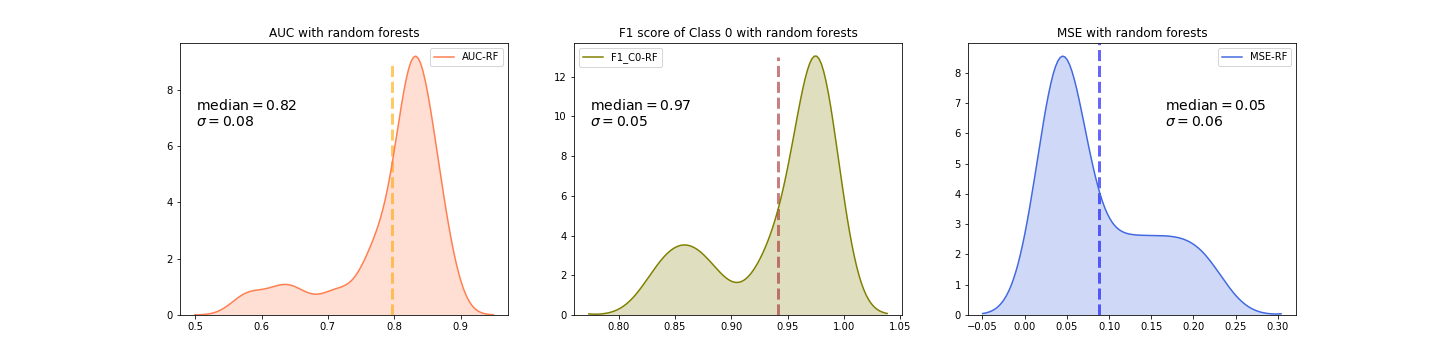 AUC with random forests
AUC-RF
median = 0.82
σ = 0.08
8
6
4
2
0
0.5 0.6 0.7 0.8 0.9
F1 score of Class 0 with random forests
F1_C0-RF
median = 0.97
σ = 0.05
12
10
8
6
4
2
0
0.80 0.85 0.90 0.95 1.00 1.05
MSE with random forests
MSE-RF
median = 0.05
σ = 0.06
8
7
6
5
4
3
2
1
0
−0.05 0.00 0.05 0.10 0.15 0.20 0.25 0.30